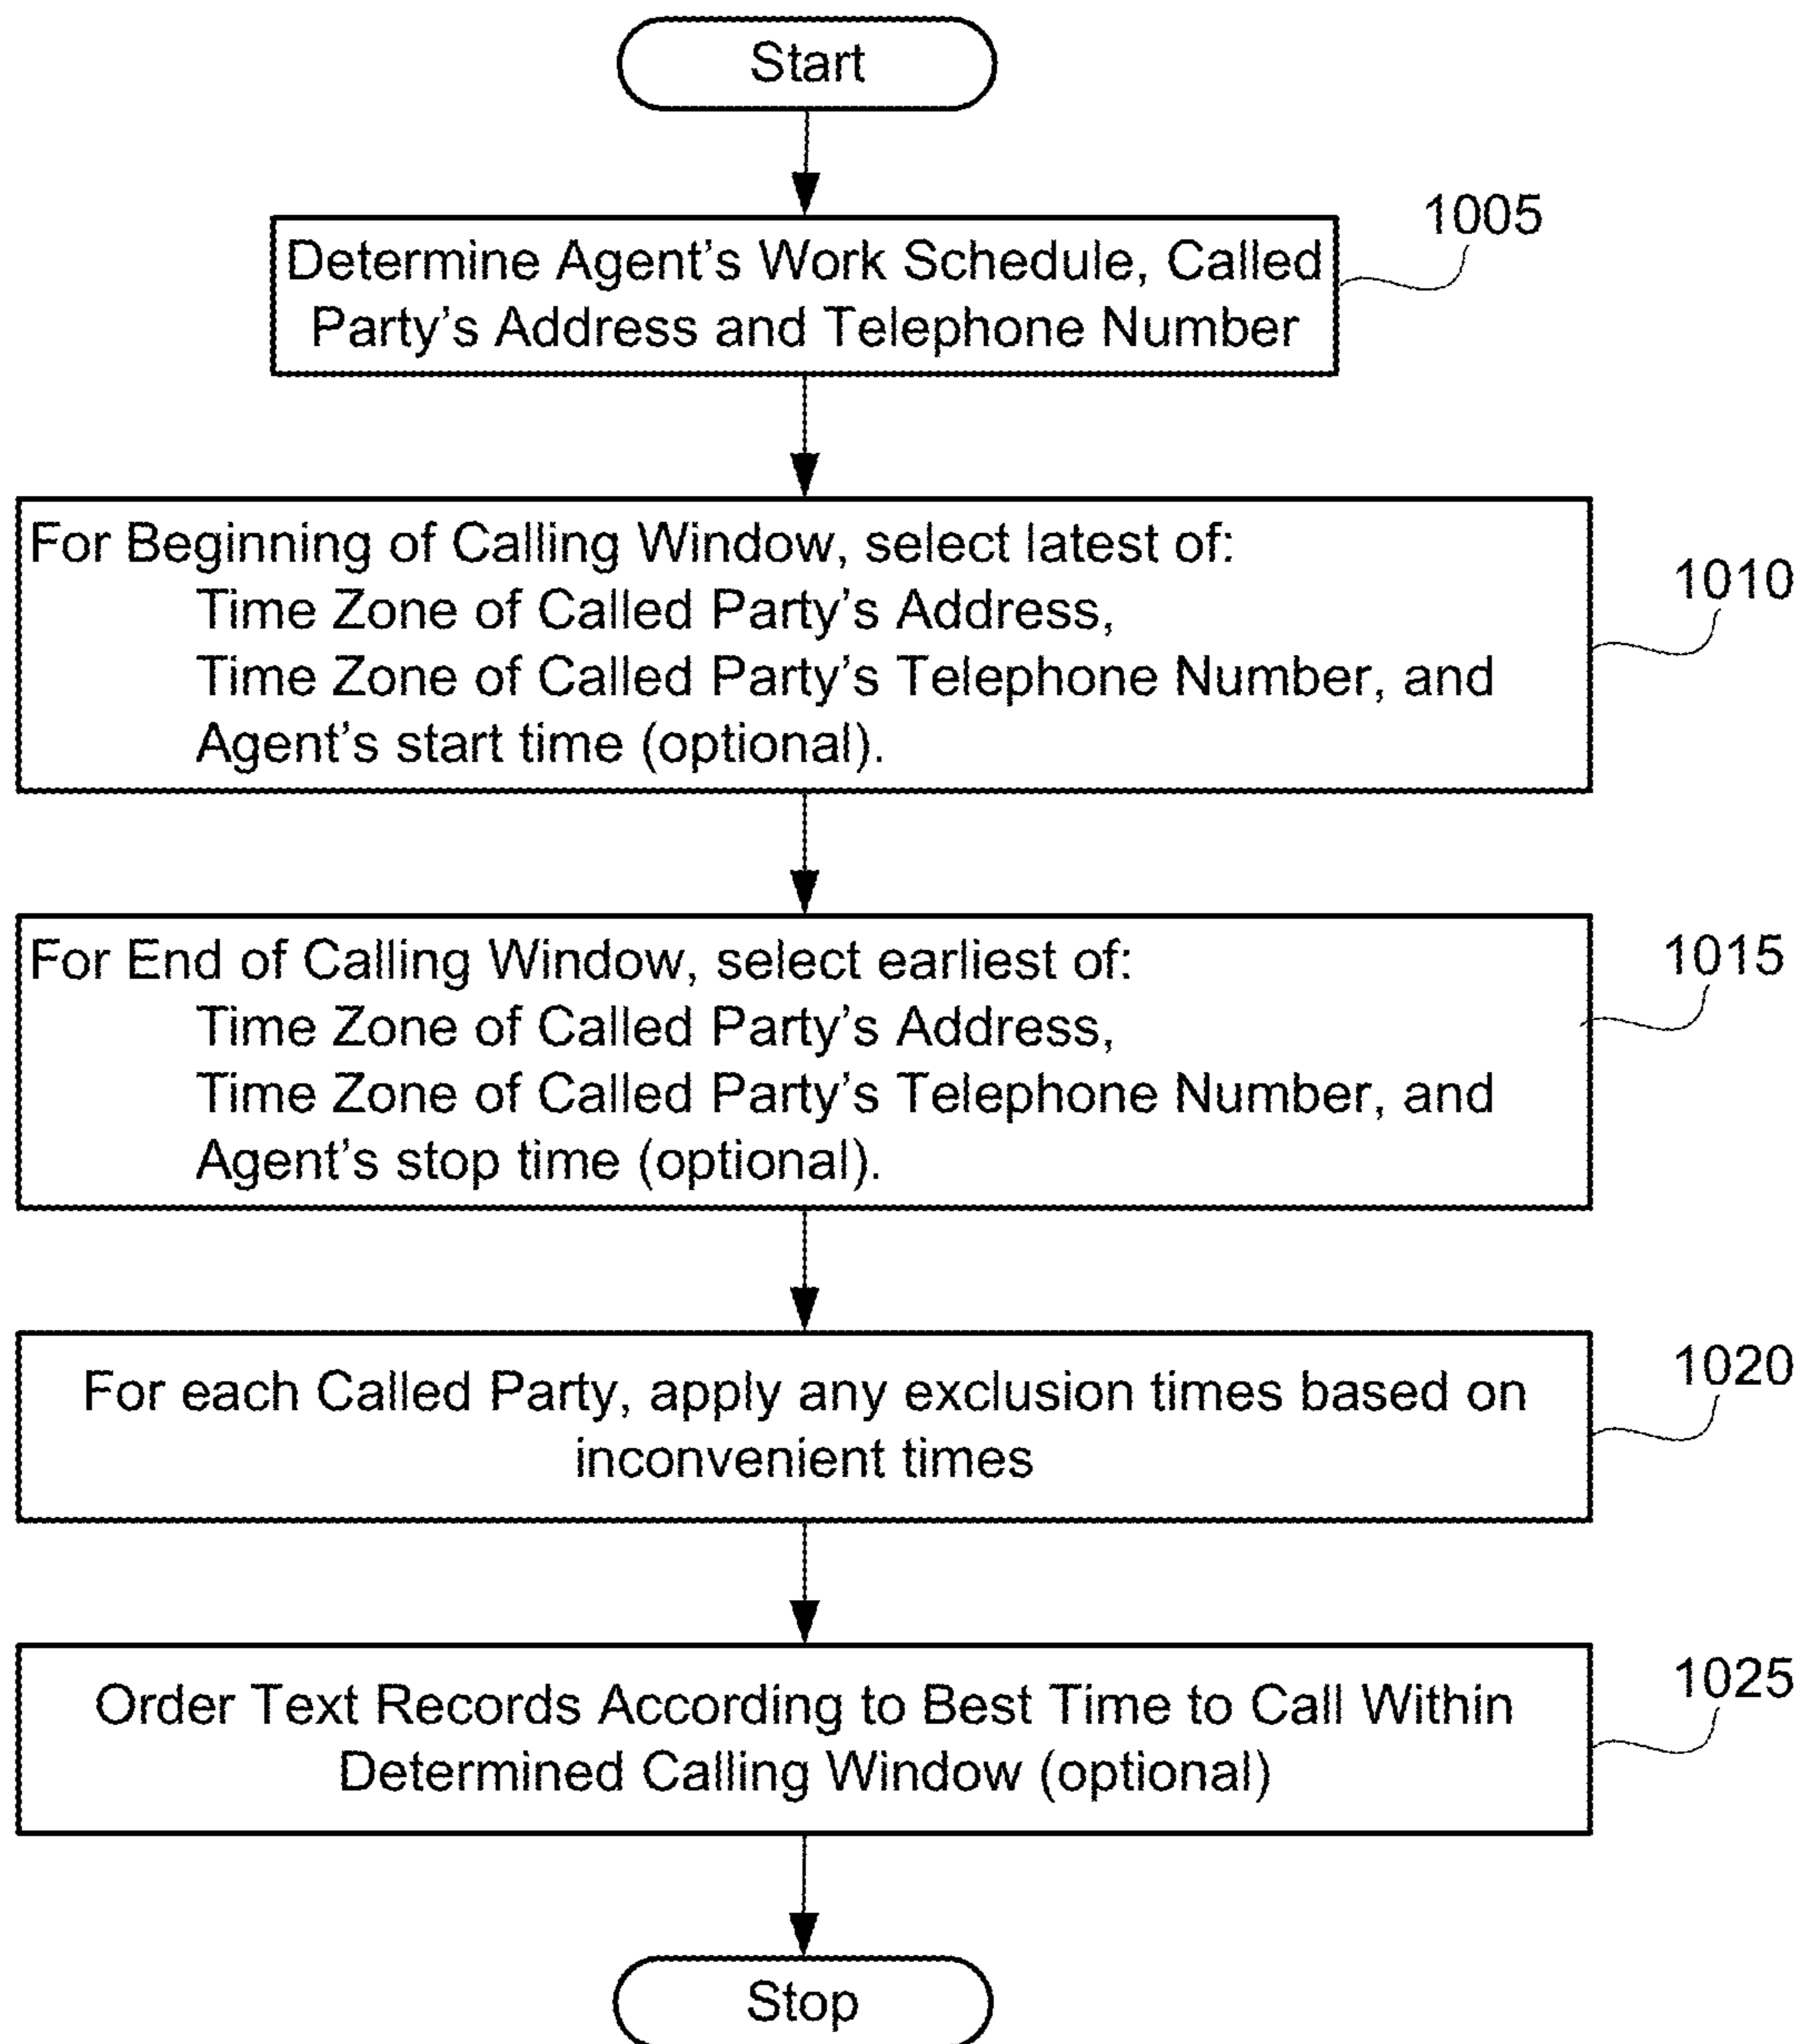 Start
1005
Determine Agent's Work Schedule, Called
Party's Address and Telephone Number
For Beginning of Calling Window, select latest of:
1010
Time Zone of Called Party's Address,
Time Zone of Called Party's Telephone Number, and
Agent's start time (optional).
For End of Calling Window, select earliest of:
1015
Time Zone of Called Party's Address,
Time Zone of Called Party's Telephone Number, and
Agent's stop time (optional).
1020
For each Called Party, apply any exclusion times based on
inconvenient times
1025
Order Text Records According to Best Time to Call Within
Determined Calling Window (optional)
Stop